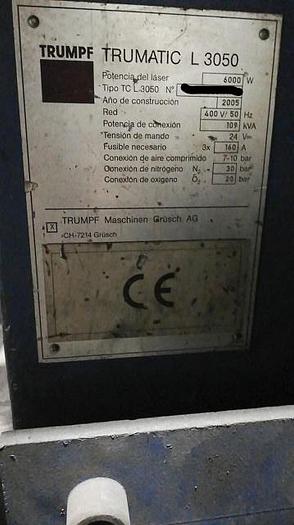 TRUMPF TRUMATIC L 3050
Potencia del láser 6000 W
Tipo TC L 3050 N°
Año de construcción 2005
Red 400 V/ 50 Hz
Potencia de conexión 109 kVA
Tensión de mando 24 V
Fusible necesario 3x 160 A
Conexión de aire comprimido 7-10 bar
Conexión de nitrógeno N₂ 30 bar
Conexión de oxígeno O₂ 20 bar
X TRUMPF Maschinen Grüsch AG
CH-7214 Grüsch
CE